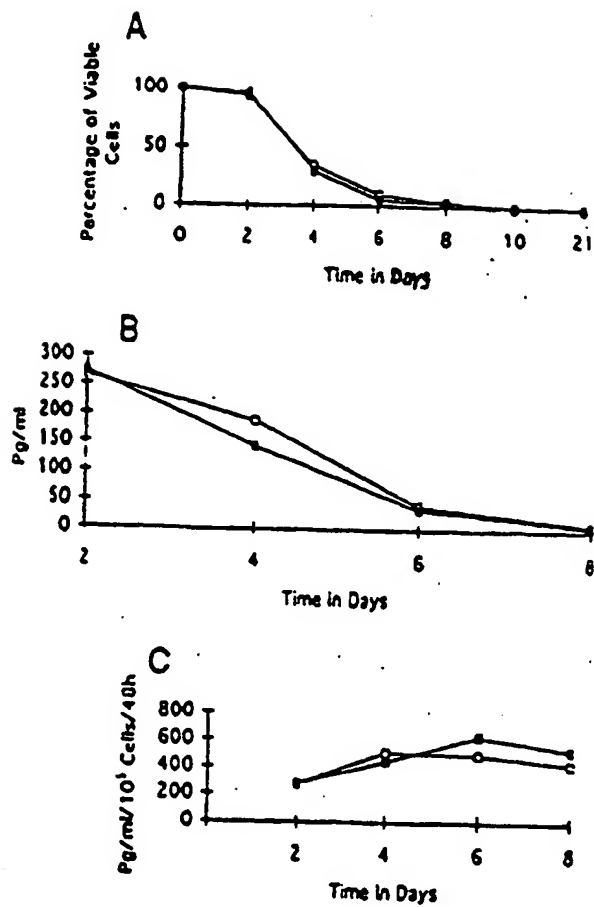 A
Percentage of Viable
Cells
100
50
0
0 2 4 6 8 10 21
Time in Days
B
Pg/ml
300
250
200
150
100
50
0
2 4 6 8
Time in Days
C
Pg/ml/10⁵ Cells/48h
800
600
400
200
0
2 4 6 8
Time in Days